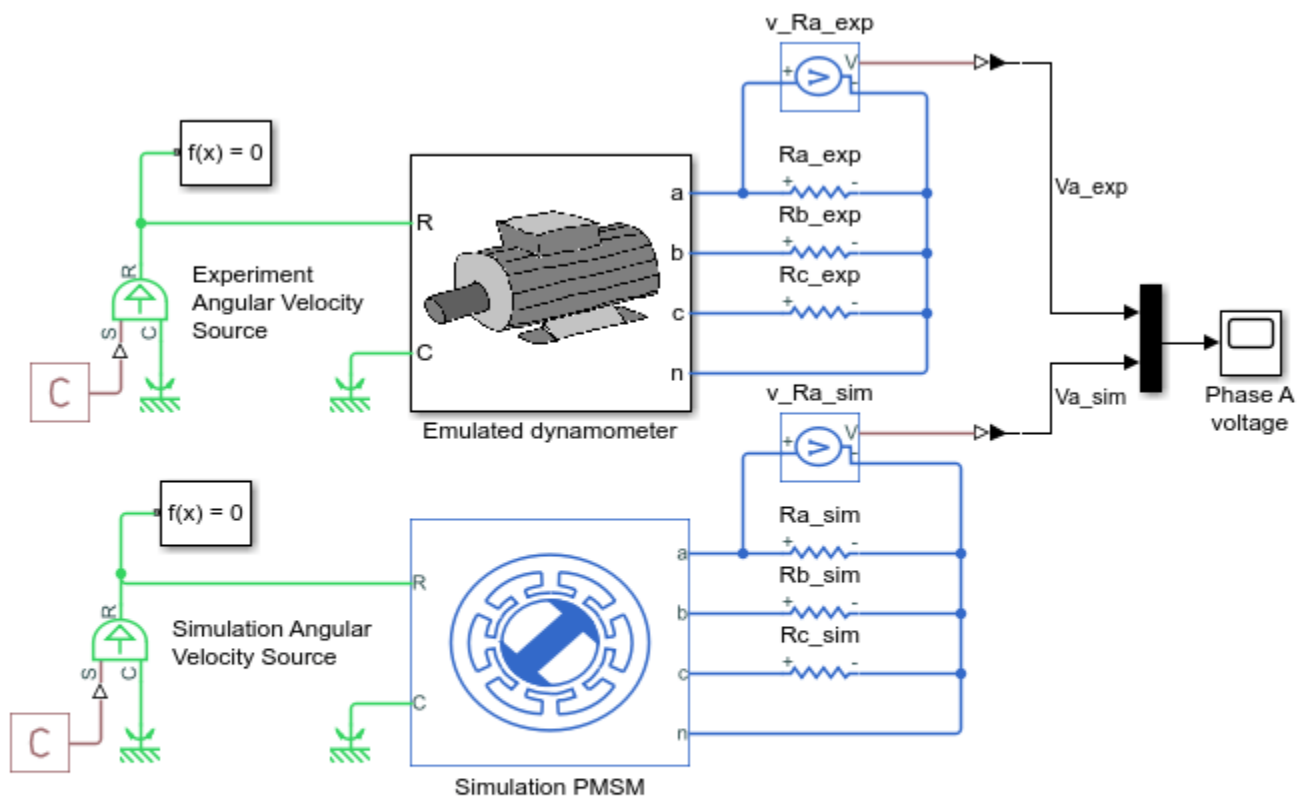 v_Ra_exp
+
V
V
-
f(x) = 0
Ra_exp
+
-
Va_exp
a
R
R
Experiment
Angular Velocity
Source
Rb_exp
+
-
b
Rc_exp
+
-
c
S
C
C
C
n
Emulated dynamometer
v_Ra_sim
Va_sim
Phase A
voltage
+
V
V
-
f(x) = 0
Ra_sim
+
-
a
R
R
Simulation Angular
Velocity Source
Rb_sim
+
-
b
Rc_sim
+
-
c
S
C
C
C
n
Simulation PMSM